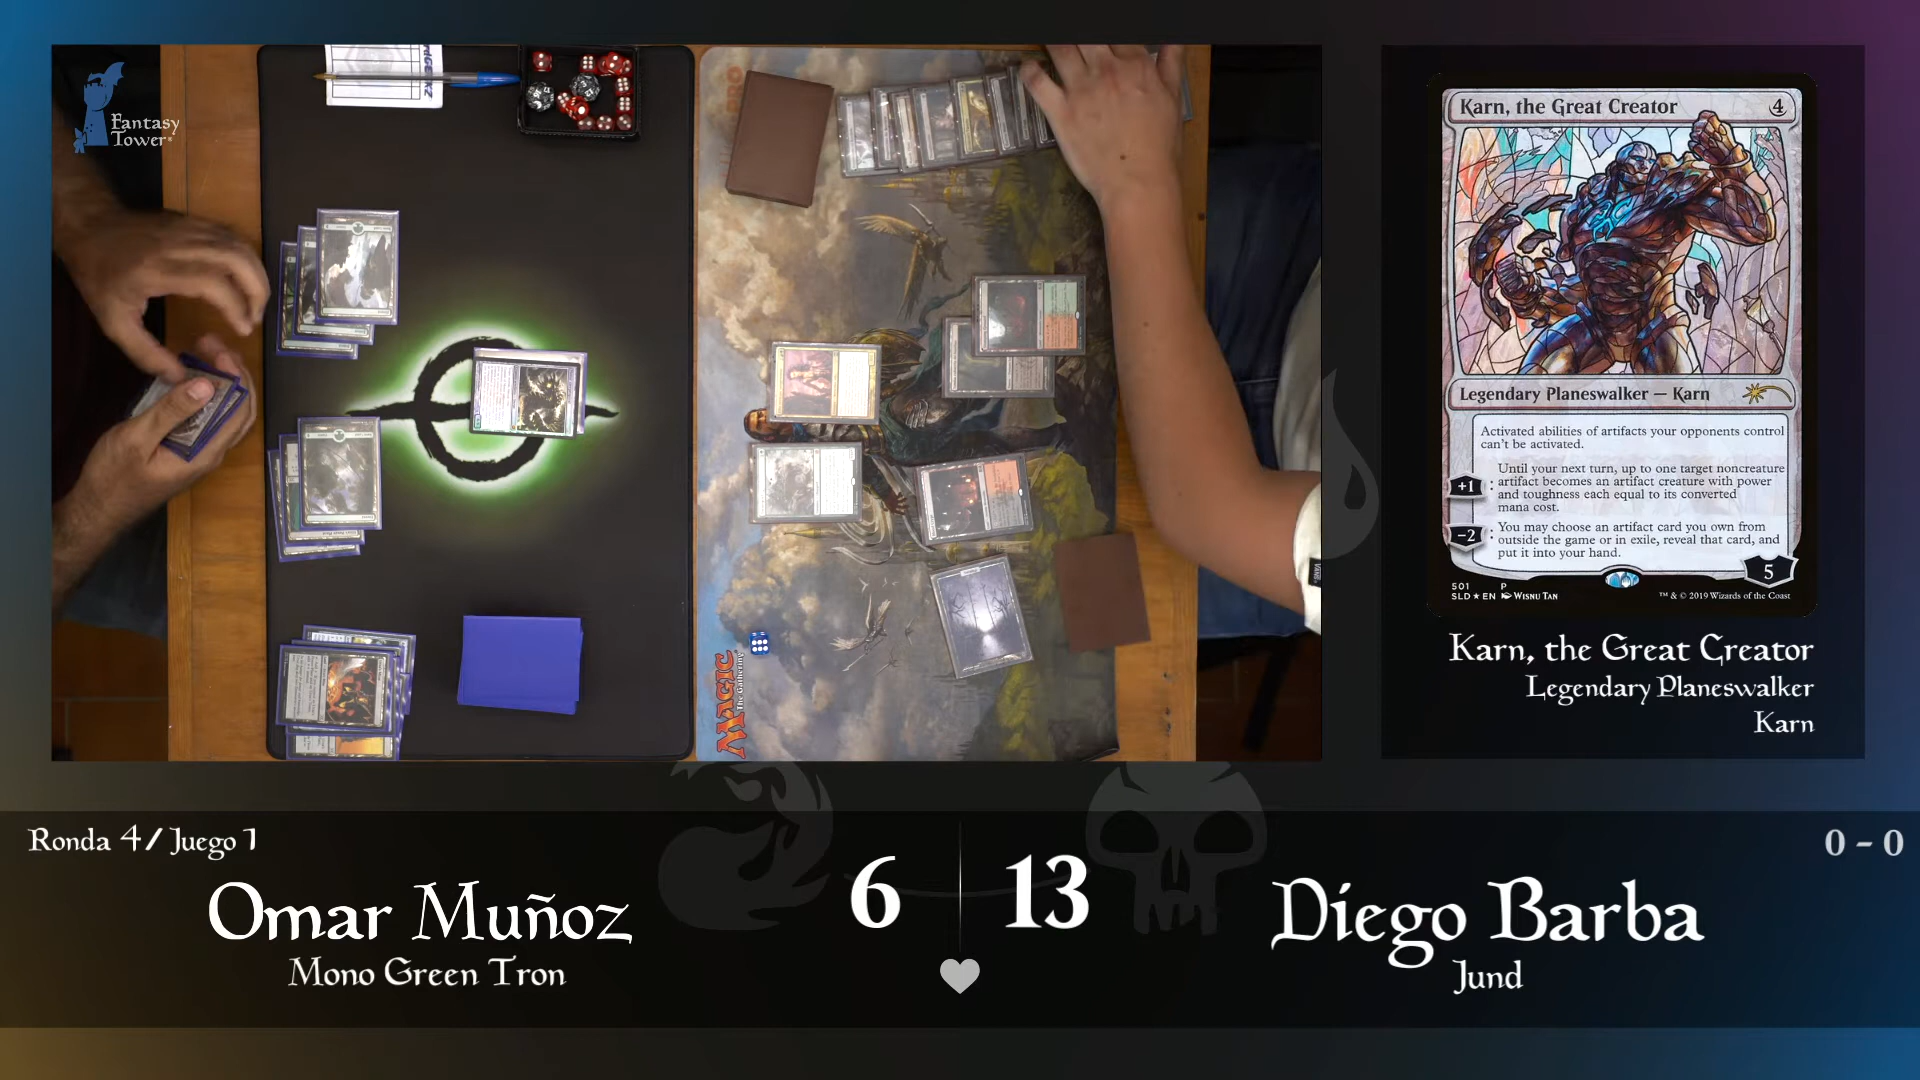 Fantasy
Tower
MAGIC
The Gathering
Karn, the Great Creator 4
Legendary Planeswalker — Karn
Activated abilities of artifacts your opponents control
can't be activated.
+1: Until your next turn, up to one target noncreature
artifact becomes an artifact creature with power
and toughness each equal to its converted
mana cost.
−2: You may choose an artifact card you own from
outside the game or in exile, reveal that card, and
put it into your hand.
5
501 P
SLD ★ EN Wisnu Tan
™ & © 2019 Wizards of the Coast
Karn, the Great Creator
Legendary Planeswalker
Karn
Ronda 4/ Juego 1
0 - 0
Omar Muñoz
Mono Green Tron
6
13
Diego Barba
Jund